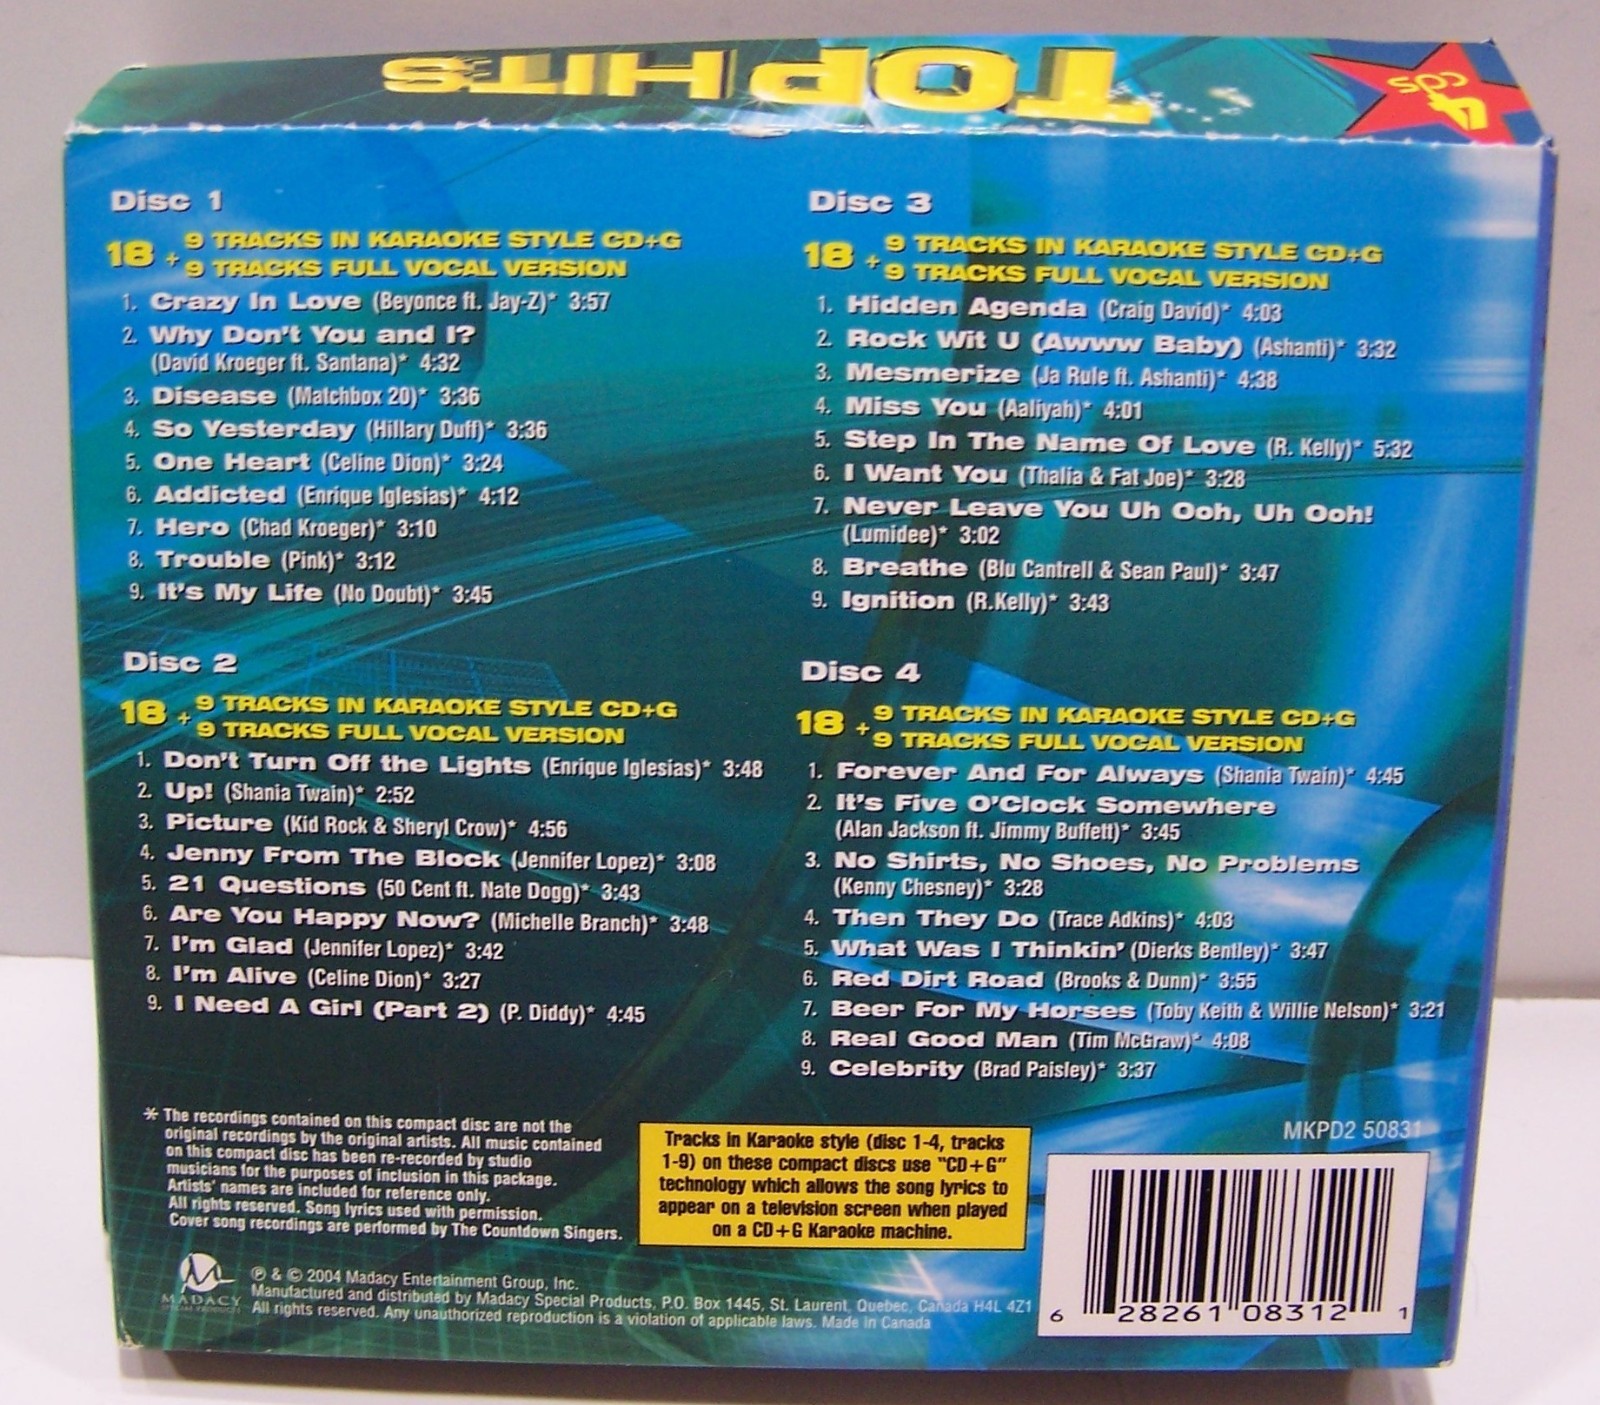 TOP HITS
4
CDs
Disc 1
18 + 9 TRACKS IN KARAOKE STYLE CD+G
9 TRACKS FULL VOCAL VERSION
1. Crazy In Love (Beyonce ft. Jay-Z)* 3:57
2. Why Don't You and I?
(David Kroeger ft. Santana)* 4:32
3. Disease (Matchbox 20)* 3:36
4. So Yesterday (Hillary Duff)* 3:36
5. One Heart (Celine Dion)* 3:24
6. Addicted (Enrique Iglesias)* 4:12
7. Hero (Chad Kroeger)* 3:10
8. Trouble (Pink)* 3:12
9. It's My Life (No Doubt)* 3:45
Disc 2
18 + 9 TRACKS IN KARAOKE STYLE CD+G
9 TRACKS FULL VOCAL VERSION
1. Don't Turn Off the Lights (Enrique Iglesias)* 3:48
2. Up! (Shania Twain)* 2:52
3. Picture (Kid Rock & Sheryl Crow)* 4:56
4. Jenny From The Block (Jennifer Lopez)* 3:08
5. 21 Questions (50 Cent ft. Nate Dogg)* 3:43
6. Are You Happy Now? (Michelle Branch)* 3:48
7. I'm Glad (Jennifer Lopez)* 3:42
8. I'm Alive (Celine Dion)* 3:27
9. I Need A Girl (Part 2) (P. Diddy)* 4:45
Disc 3
18 + 9 TRACKS IN KARAOKE STYLE CD+G
9 TRACKS FULL VOCAL VERSION
1. Hidden Agenda (Craig David)* 4:03
2. Rock Wit U (Awww Baby) (Ashanti)* 3:32
3. Mesmerize (Ja Rule ft. Ashanti)* 4:38
4. Miss You (Aaliyah)* 4:01
5. Step In The Name Of Love (R. Kelly)* 5:32
6. I Want You (Thalia & Fat Joe)* 3:28
7. Never Leave You Uh Ooh, Uh Ooh!
(Lumidee)* 3:02
8. Breathe (Blu Cantrell & Sean Paul)* 3:47
9. Ignition (R.Kelly)* 3:43
Disc 4
18 + 9 TRACKS IN KARAOKE STYLE CD+G
9 TRACKS FULL VOCAL VERSION
1. Forever And For Always (Shania Twain)* 4:45
2. It's Five O'Clock Somewhere
(Alan Jackson ft. Jimmy Buffett)* 3:45
3. No Shirts, No Shoes, No Problems
(Kenny Chesney)* 3:28
4. Then They Do (Trace Adkins)* 4:03
5. What Was I Thinkin' (Dierks Bentley)* 3:47
6. Red Dirt Road (Brooks & Dunn)* 3:55
7. Beer For My Horses (Toby Keith & Willie Nelson)* 3:21
8. Real Good Man (Tim McGraw)* 4:08
9. Celebrity (Brad Paisley)* 3:37
* The recordings contained on this compact disc are not the
original recordings by the original artists. All music contained
on this compact disc has been re-recorded by studio
musicians for the purposes of inclusion in this package.
Artists' names are included for reference only.
All rights reserved. Song lyrics used with permission.
Cover song recordings are performed by The Countdown Singers.
Tracks in Karaoke style (disc 1-4, tracks
1-9) on these compact discs use "CD+G"
technology which allows the song lyrics to
appear on a television screen when played
on a CD+G Karaoke machine.
MKPD2 50831
6 28261 08312 1
MADACY
SPECIAL PRODUCTS
℗ & © 2004 Madacy Entertainment Group, Inc.
Manufactured and distributed by Madacy Special Products, P.O. Box 1445, St. Laurent, Quebec, Canada H4L 4Z1
All rights reserved. Any unauthorized reproduction is a violation of applicable laws. Made in Canada